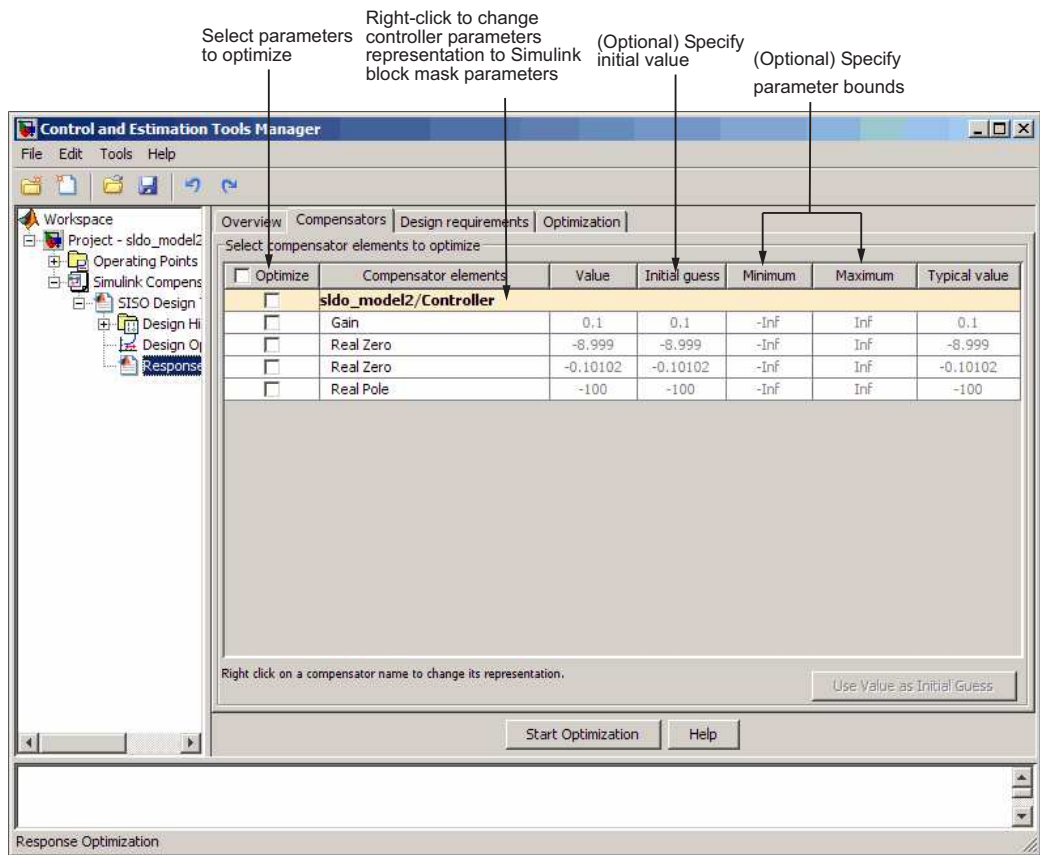 Select parameters
to optimize
Right-click to change
controller parameters
representation to Simulink
block mask parameters
(Optional) Specify
initial value
(Optional) Specify
parameter bounds
Control and Estimation Tools Manager
File Edit Tools Help
Workspace
Project - sldo_model2
Operating Points
Simulink Compens
SISO Design
Design Hi
Design Op
Response
Overview Compensators Design requirements Optimization
Select compensator elements to optimize
Optimize Compensator elements Value Initial guess Minimum Maximum Typical value
sldo_model2/Controller
Gain 0.1 0.1 -Inf Inf 0.1
Real Zero -8.999 -8.999 -Inf Inf -8.999
Real Zero -0.10102 -0.10102 -Inf Inf -0.10102
Real Pole -100 -100 -Inf Inf -100
Right click on a compensator name to change its representation.
Use Value as Initial Guess
Start Optimization Help
Response Optimization